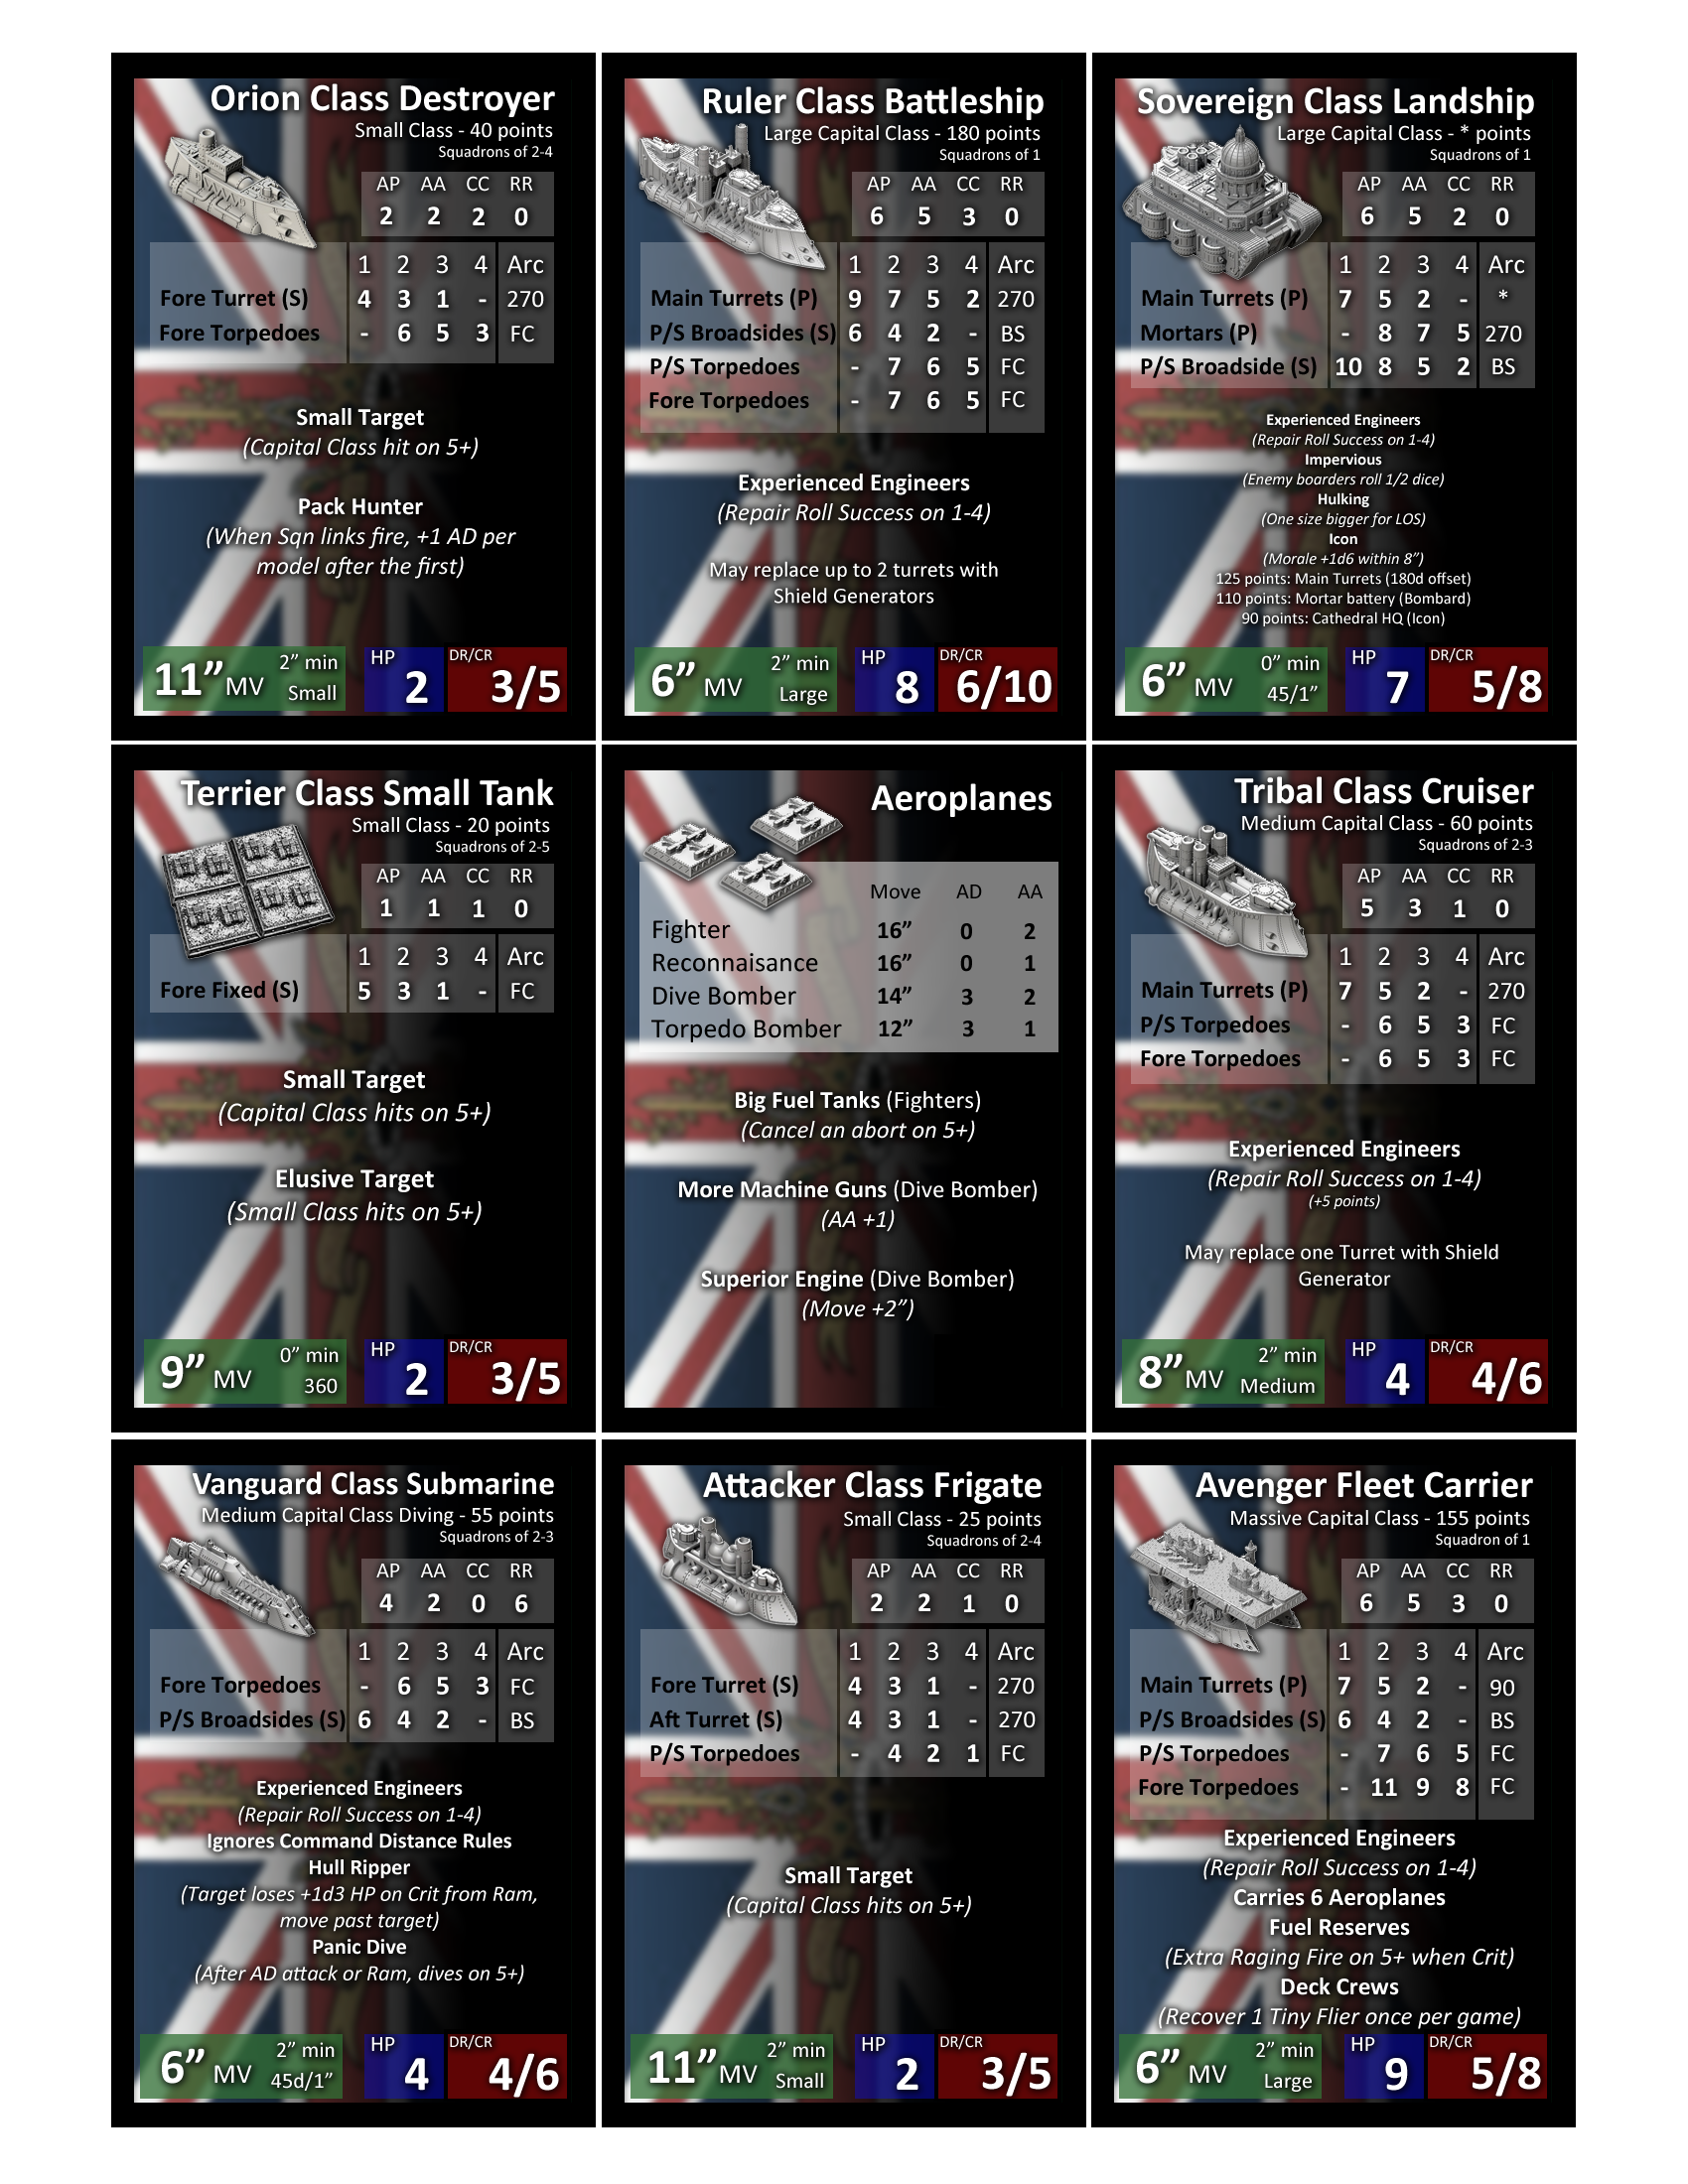 Orion Class Destroyer
Small Class - 40 points
Squadrons of 2-4
AP AA CC RR
2 2 2 0
1 2 3 4 Arc
Fore Turret (S) 4 3 1 - 270
Fore Torpedoes - 6 5 3 FC
Small Target
(Capital Class hit on 5+)
Pack Hunter
(When Sqn links fire, +1 AD per
model after the first)
11” MV 2” min Small HP 2 DR/CR 3/5
Ruler Class Battleship
Large Capital Class - 180 points
Squadrons of 1
AP AA CC RR
6 5 3 0
1 2 3 4 Arc
Main Turrets (P) 9 7 5 2 270
P/S Broadsides (S) 6 4 2 - BS
P/S Torpedoes - 7 6 5 FC
Fore Torpedoes - 7 6 5 FC
Experienced Engineers
(Repair Roll Success on 1-4)
May replace up to 2 turrets with
Shield Generators
6” MV 2” min Large HP 8 DR/CR 6/10
Sovereign Class Landship
Large Capital Class - * points
Squadrons of 1
AP AA CC RR
6 5 2 0
1 2 3 4 Arc
Main Turrets (P) 7 5 2 - *
Mortars (P) - 8 7 5 270
P/S Broadside (S) 10 8 5 2 BS
Experienced Engineers
(Repair Roll Success on 1-4)
Impervious
(Enemy boarders roll 1/2 dice)
Hulking
(One size bigger for LOS)
Icon
(Morale +1d6 within 8”)
125 points: Main Turrets (180d offset)
110 points: Mortar battery (Bombard)
90 points: Cathedral HQ (Icon)
6” MV 0” min 45/1” HP 7 DR/CR 5/8
Terrier Class Small Tank
Small Class - 20 points
Squadrons of 2-5
AP AA CC RR
1 1 1 0
1 2 3 4 Arc
Fore Fixed (S) 5 3 1 - FC
Small Target
(Capital Class hits on 5+)
Elusive Target
(Small Class hits on 5+)
9” MV 0” min 360 HP 2 DR/CR 3/5
Aeroplanes
Move AD AA
Fighter 16” 0 2
Reconnaisance 16” 0 1
Dive Bomber 14” 3 2
Torpedo Bomber 12” 3 1
Big Fuel Tanks (Fighters)
(Cancel an abort on 5+)
More Machine Guns (Dive Bomber)
(AA +1)
Superior Engine (Dive Bomber)
(Move +2”)
Tribal Class Cruiser
Medium Capital Class - 60 points
Squadrons of 2-3
AP AA CC RR
5 3 1 0
1 2 3 4 Arc
Main Turrets (P) 7 5 2 - 270
P/S Torpedoes - 6 5 3 FC
Fore Torpedoes - 6 5 3 FC
Experienced Engineers
(Repair Roll Success on 1-4)
(+5 points)
May replace one Turret with Shield
Generator
8” MV 2” min Medium HP 4 DR/CR 4/6
Vanguard Class Submarine
Medium Capital Class Diving - 55 points
Squadrons of 2-3
AP AA CC RR
4 2 0 6
1 2 3 4 Arc
Fore Torpedoes - 6 5 3 FC
P/S Broadsides (S) 6 4 2 - BS
Experienced Engineers
(Repair Roll Success on 1-4)
Ignores Command Distance Rules
Hull Ripper
(Target loses +1d3 HP on Crit from Ram,
move past target)
Panic Dive
(After AD attack or Ram, dives on 5+)
6” MV 2” min 45d/1” HP 4 DR/CR 4/6
Attacker Class Frigate
Small Class - 25 points
Squadrons of 2-4
AP AA CC RR
2 2 1 0
1 2 3 4 Arc
Fore Turret (S) 4 3 1 - 270
Aft Turret (S) 4 3 1 - 270
P/S Torpedoes - 4 2 1 FC
Small Target
(Capital Class hits on 5+)
11” MV 2” min Small HP 2 DR/CR 3/5
Avenger Fleet Carrier
Massive Capital Class - 155 points
Squadron of 1
AP AA CC RR
6 5 3 0
1 2 3 4 Arc
Main Turrets (P) 7 5 2 - 90
P/S Broadsides (S) 6 4 2 - BS
P/S Torpedoes - 7 6 5 FC
Fore Torpedoes - 11 9 8 FC
Experienced Engineers
(Repair Roll Success on 1-4)
Carries 6 Aeroplanes
Fuel Reserves
(Extra Raging Fire on 5+ when Crit)
Deck Crews
(Recover 1 Tiny Flier once per game)
6” MV 2” min Large HP 9 DR/CR 5/8